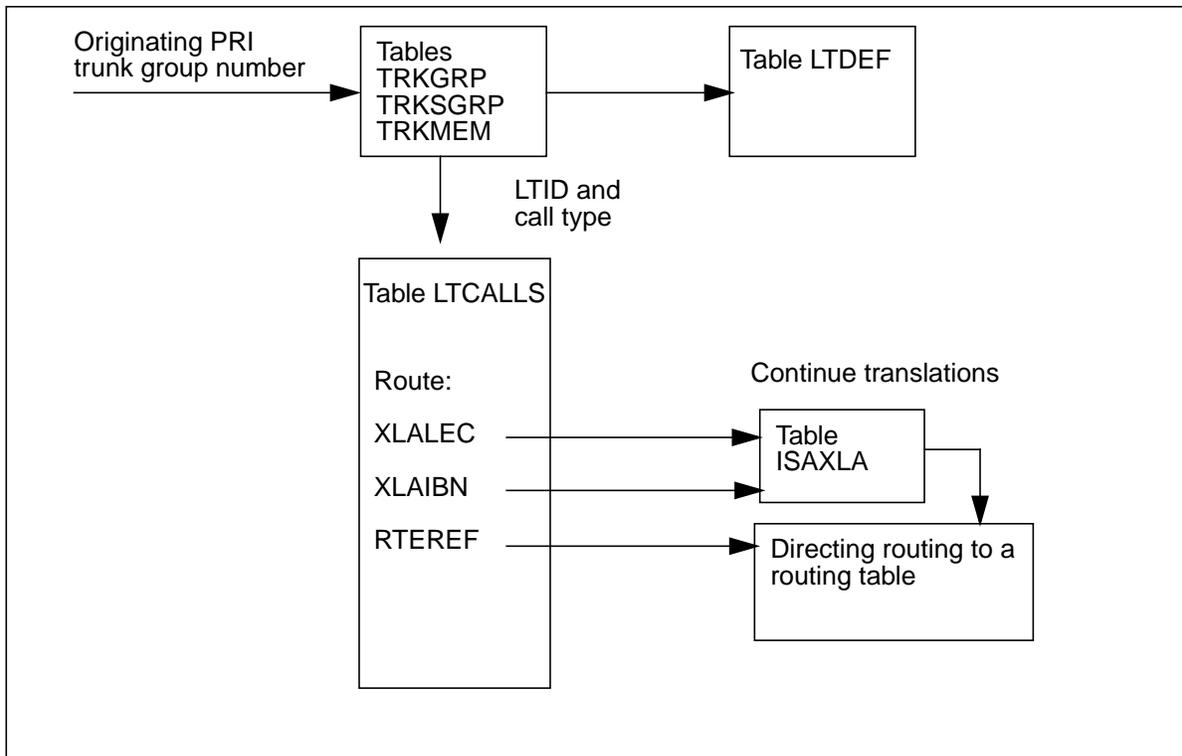 Originating PRI
trunk group number
Tables
TRKGRP
TRKSGRP
TRKMEM
Table LTDEF
LTID and
call type
Table LTCALLS
Route:
XLALEC
XLAIBN
RTEREF
Continue translations
Table
ISAXLA
Directing routing to a
routing table